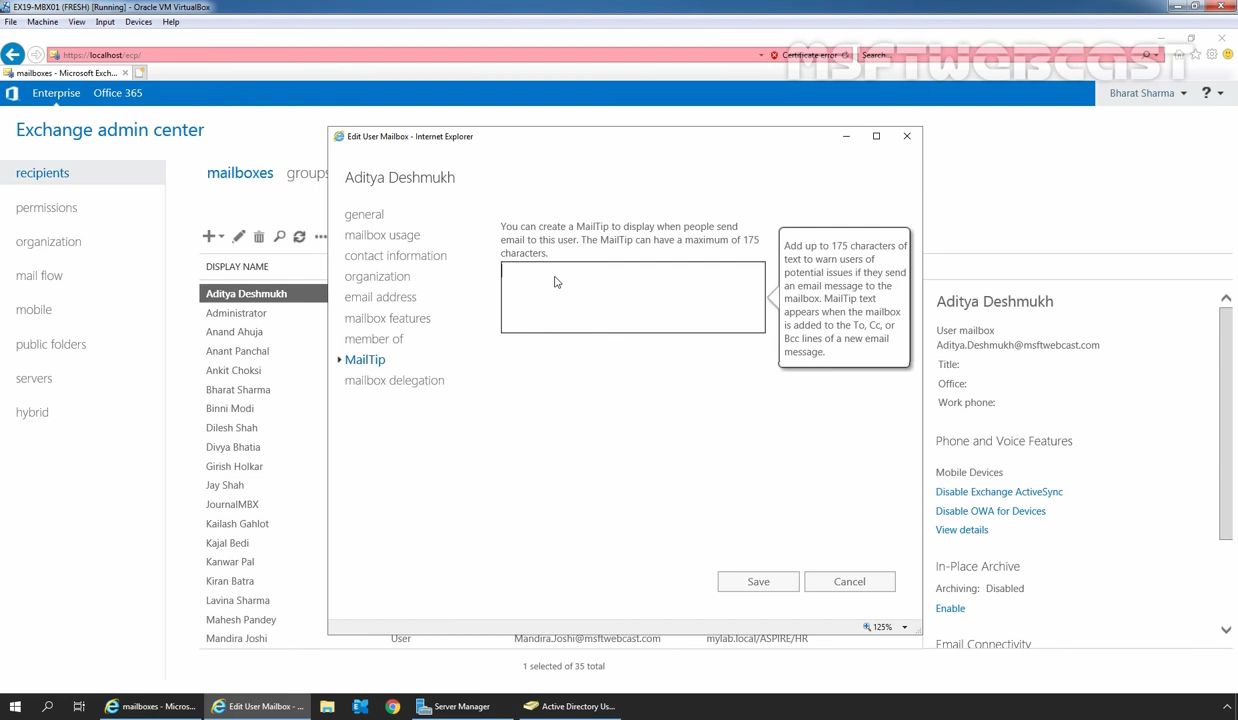 EX19-MBX01 (FRESH) [Running] - Oracle VM VirtualBox
File Machine View Input Devices Help
https://localhost/ecp/
Certificate error
Search...
mailboxes - Microsoft Exch...
MSFTWEBCAST
Enterprise Office 365
Bharat Sharma ?
Exchange admin center
recipients
permissions
organization
mail flow
mobile
public folders
servers
hybrid
mailboxes groups
DISPLAY NAME
Aditya Deshmukh
Administrator
Anand Ahuja
Anant Panchal
Ankit Choksi
Bharat Sharma
Binni Modi
Dilesh Shah
Divya Bhatia
Girish Holkar
Jay Shah
JournalMBX
Kailash Gahlot
Kajal Bedi
Kanwar Pal
Kiran Batra
Lavina Sharma
Mahesh Pandey
Mandira Joshi User Mandira.Joshi@msftwebcast.com mylab.local/ASPIRE/HR
1 selected of 35 total
Edit User Mailbox - Internet Explorer
Aditya Deshmukh
general
mailbox usage
contact information
organization
email address
mailbox features
member of
MailTip
mailbox delegation
You can create a MailTip to display when people send
email to this user. The MailTip can have a maximum of 175
characters.
Add up to 175 characters of
text to warn users of
potential issues if they send
an email message to the
mailbox. MailTip text
appears when the mailbox
is added to the To, Cc, or
Bcc lines of a new email
message.
Save Cancel
125%
Aditya Deshmukh
User mailbox
Aditya.Deshmukh@msftwebcast.com
Title:
Office:
Work phone:
Phone and Voice Features
Mobile Devices
Disable Exchange ActiveSync
Disable OWA for Devices
View details
In-Place Archive
Archiving: Disabled
Enable
Email Connectivity
mailboxes - Micros... Edit User Mailbox - ... Server Manager Active Directory Us...